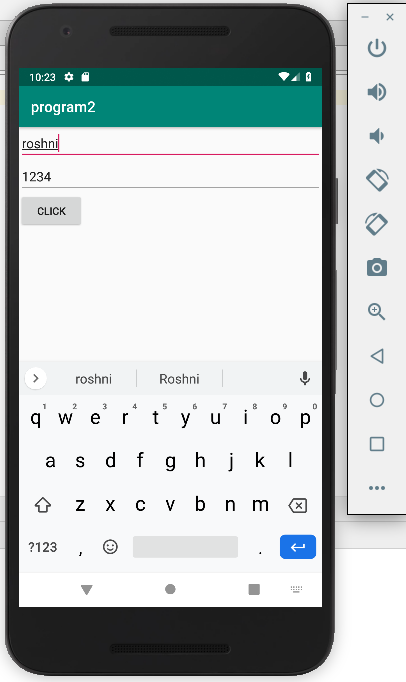 10:23
program2
roshni
1234
CLICK
roshni Roshni
1 2 3 4 5 6 7 8 9 0
q w e r t y u i o p
a s d f g h j k l
z x c v b n m
?123 , .